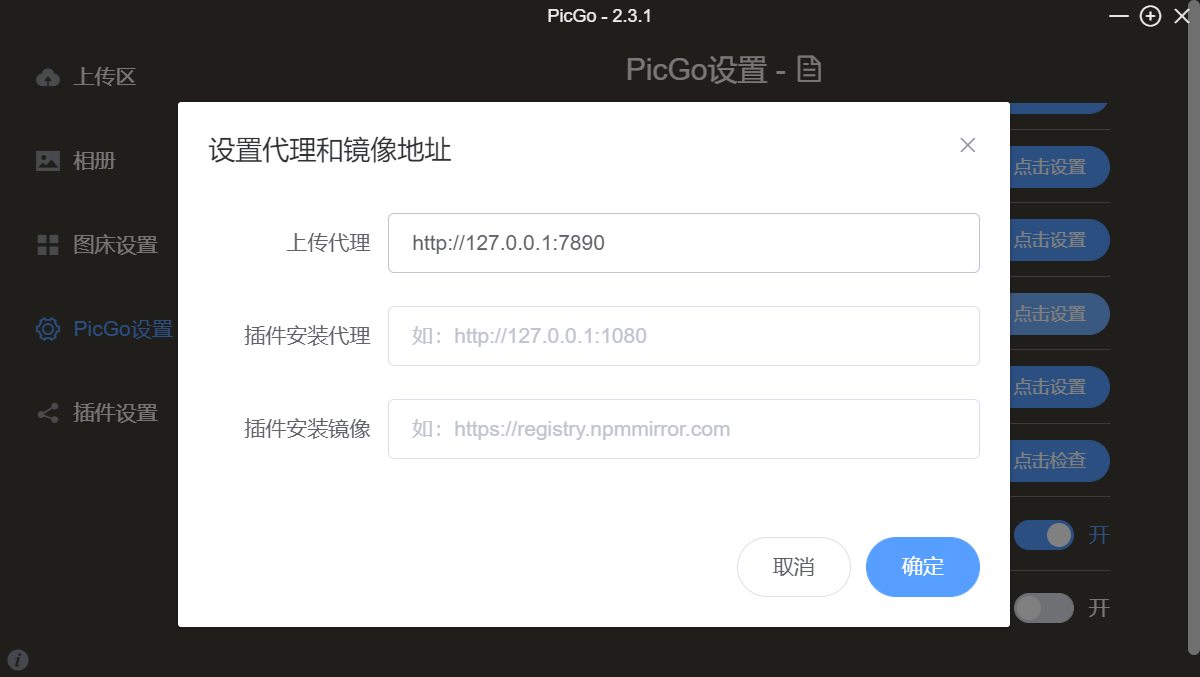 PicGo - 2.3.1
上传区
相册
图床设置
PicGo设置
插件设置
PicGo设置 -
设置代理和镜像地址
上传代理
http://127.0.0.1:7890
插件安装代理
如：http://127.0.0.1:1080
插件安装镜像
如：https://registry.npmmirror.com
取消
确定
点击设置
点击设置
点击设置
点击设置
点击检查
开
开